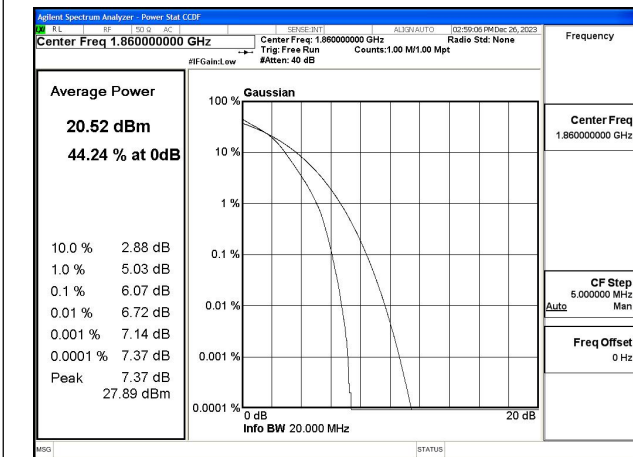 Agilent Spectrum Analyzer - Power Stat CCDF
RL RF 50 Ω AC SENSE:INT ALIGNAUTO 02:59:06 PM Dec 26, 2023
Center Freq 1.860000000 GHz
Center Freq: 1.860000000 GHz Radio Std: None
Trig: Free Run Counts:1.00 M/1.00 Mpt
#IFGain:Low #Atten: 40 dB
Frequency
Average Power
20.52 dBm
44.24 % at 0dB
10.0 % 2.88 dB
1.0 % 5.03 dB
0.1 % 6.07 dB
0.01 % 6.72 dB
0.001 % 7.14 dB
0.0001 % 7.37 dB
Peak 7.37 dB
27.89 dBm
Gaussian
100 %
10 %
1 %
0.1 %
0.01 %
0.001 %
0.0001 %
0 dB 20 dB
Info BW 20.000 MHz
Center Freq
1.860000000 GHz
CF Step
5.000000 MHz
Auto Man
Freq Offset
0 Hz
MSG STATUS